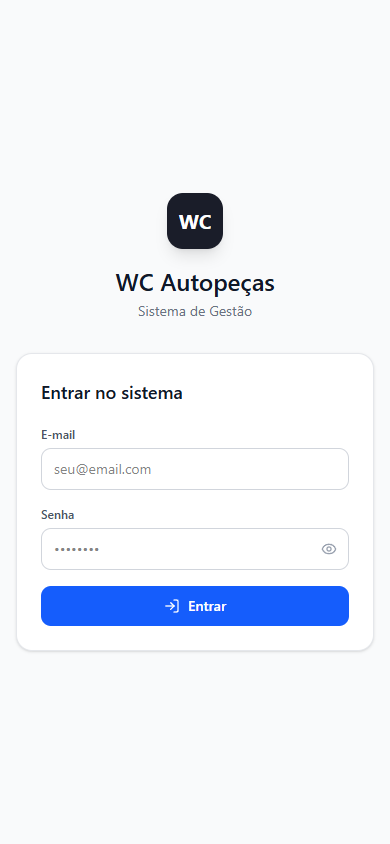 WC
WC Autopeças
Sistema de Gestão
Entrar no sistema
E-mail
seu@email.com
Senha
••••••••
Entrar